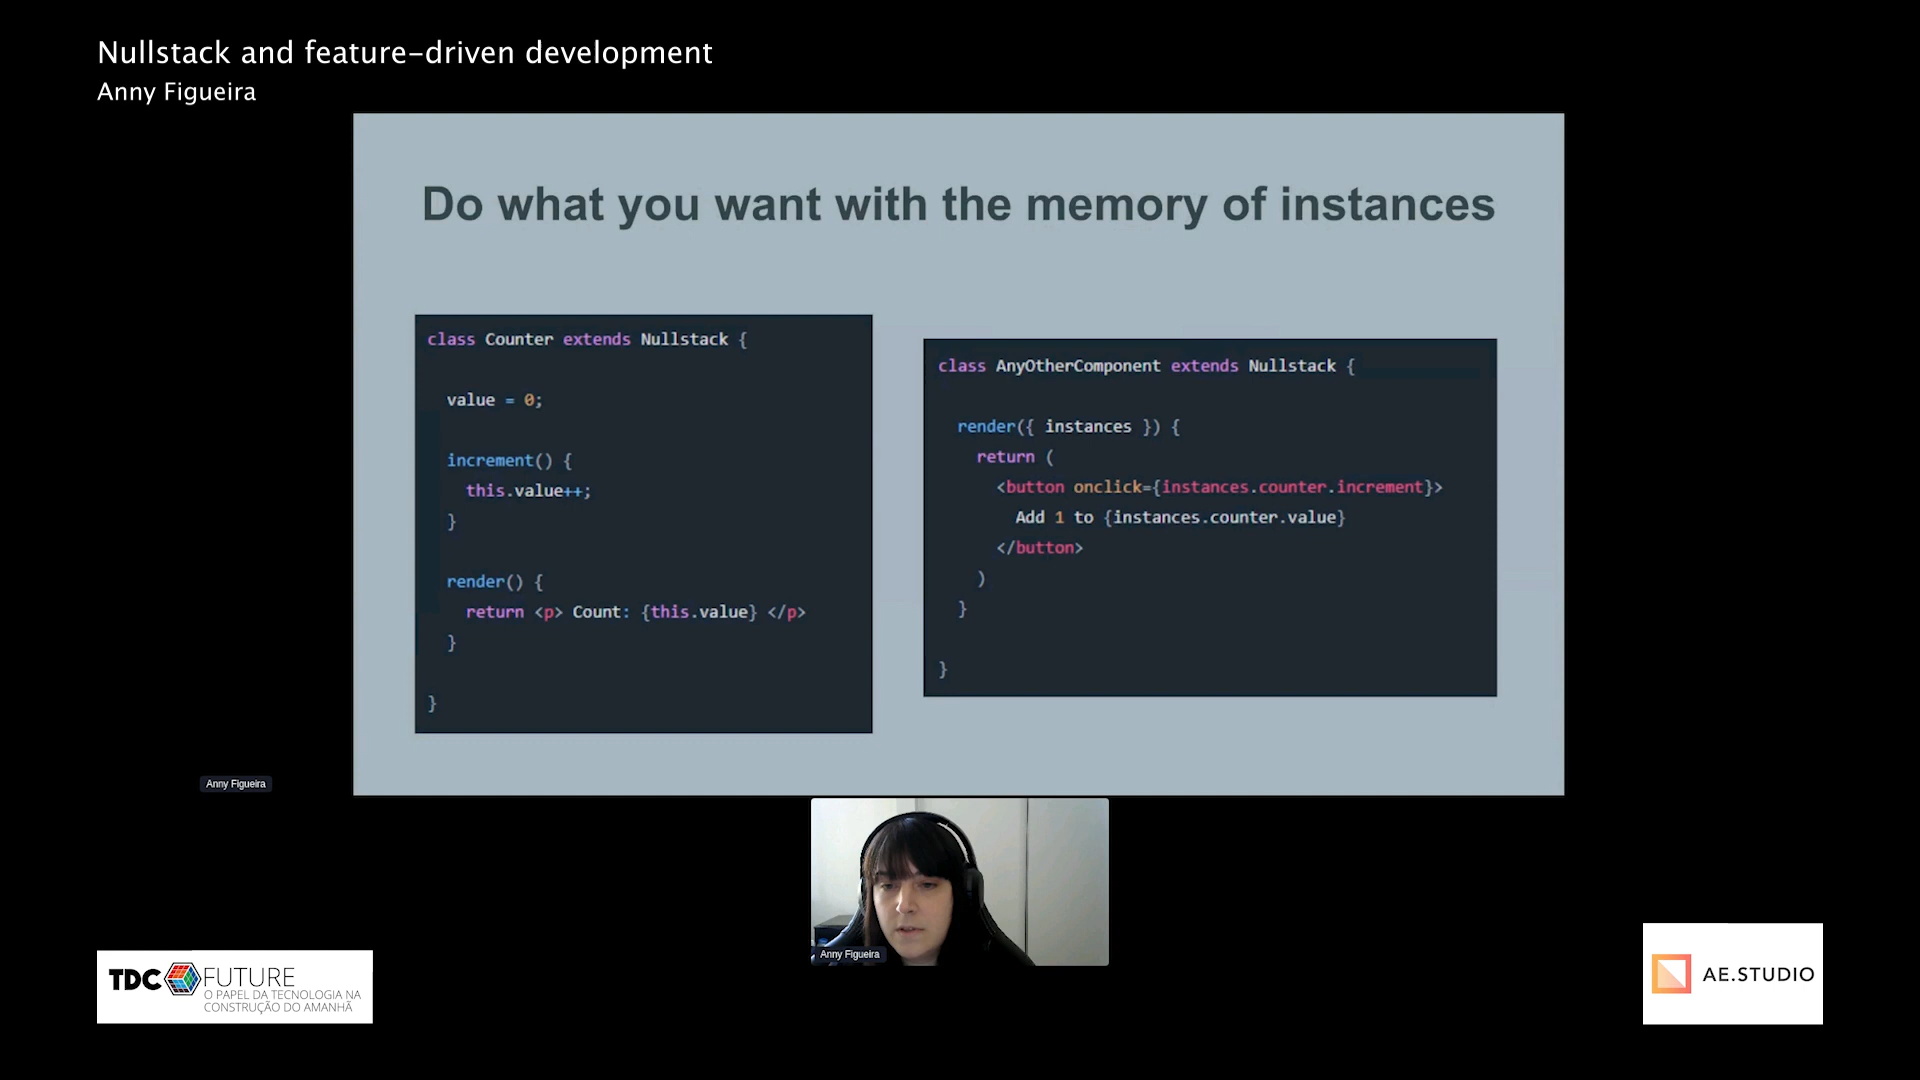 Nullstack and feature-driven development
Anny Figueira
Do what you want with the memory of instances
class Counter extends Nullstack {
value = 0;
increment() {
this.value++;
}
render() {
return <p> Count: {this.value} </p>
}
}
class AnyOtherComponent extends Nullstack {
render({ instances }) {
return (
<button onclick={instances.counter.increment}>
Add 1 to {instances.counter.value}
</button>
)
}
}
Anny Figueira
Anny Figueira
TDC FUTURE
O PAPEL DA TECNOLOGIA NA
CONSTRUÇÃO DO AMANHÃ
AE.STUDIO